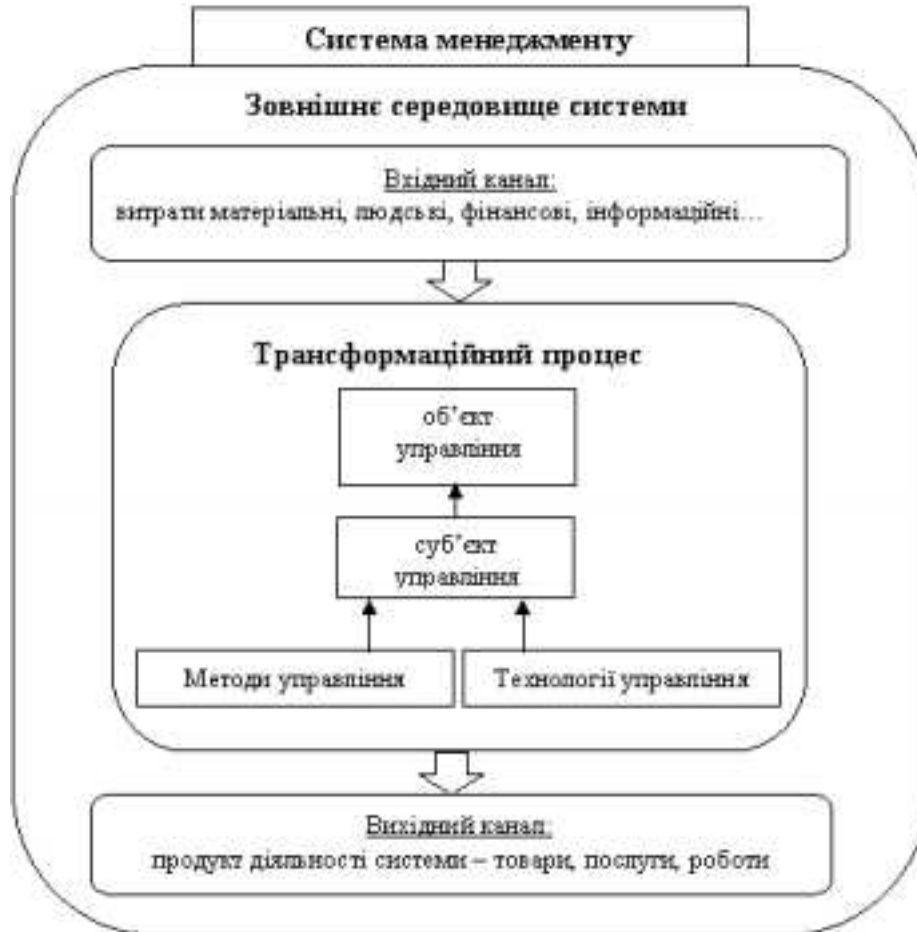 Система менеджменту
Зовнішнє середовище системи
Вхідний канал:
витрати матеріальні, людські, фінансові, інформаційні…
Трансформаційний процес
об’єкт
управління
суб’єкт
управління
Методи управління
Технології управління
Вихідний канал:
продукт діяльності системи – товари, послуги, роботи